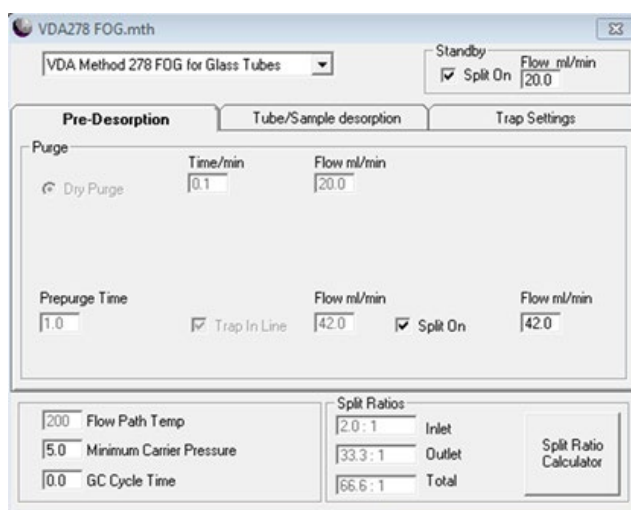 VDA278 FOG.mth
VDA Method 278 FOG for Glass Tubes
Standby
Split On
Flow ml/min
20.0
Pre-Desorption
Tube/Sample desorption
Trap Settings
Purge
Time/min
Flow ml/min
Dry Purge
0.1
20.0
Prepurge Time
Flow ml/min
Flow ml/min
1.0
Trap In Line
42.0
Split On
42.0
Split Ratios
200 Flow Path Temp
2.0 : 1 Inlet
5.0 Minimum Carrier Pressure
33.3 : 1 Outlet
Split Ratio
Calculator
0.0 GC Cycle Time
66.6 : 1 Total